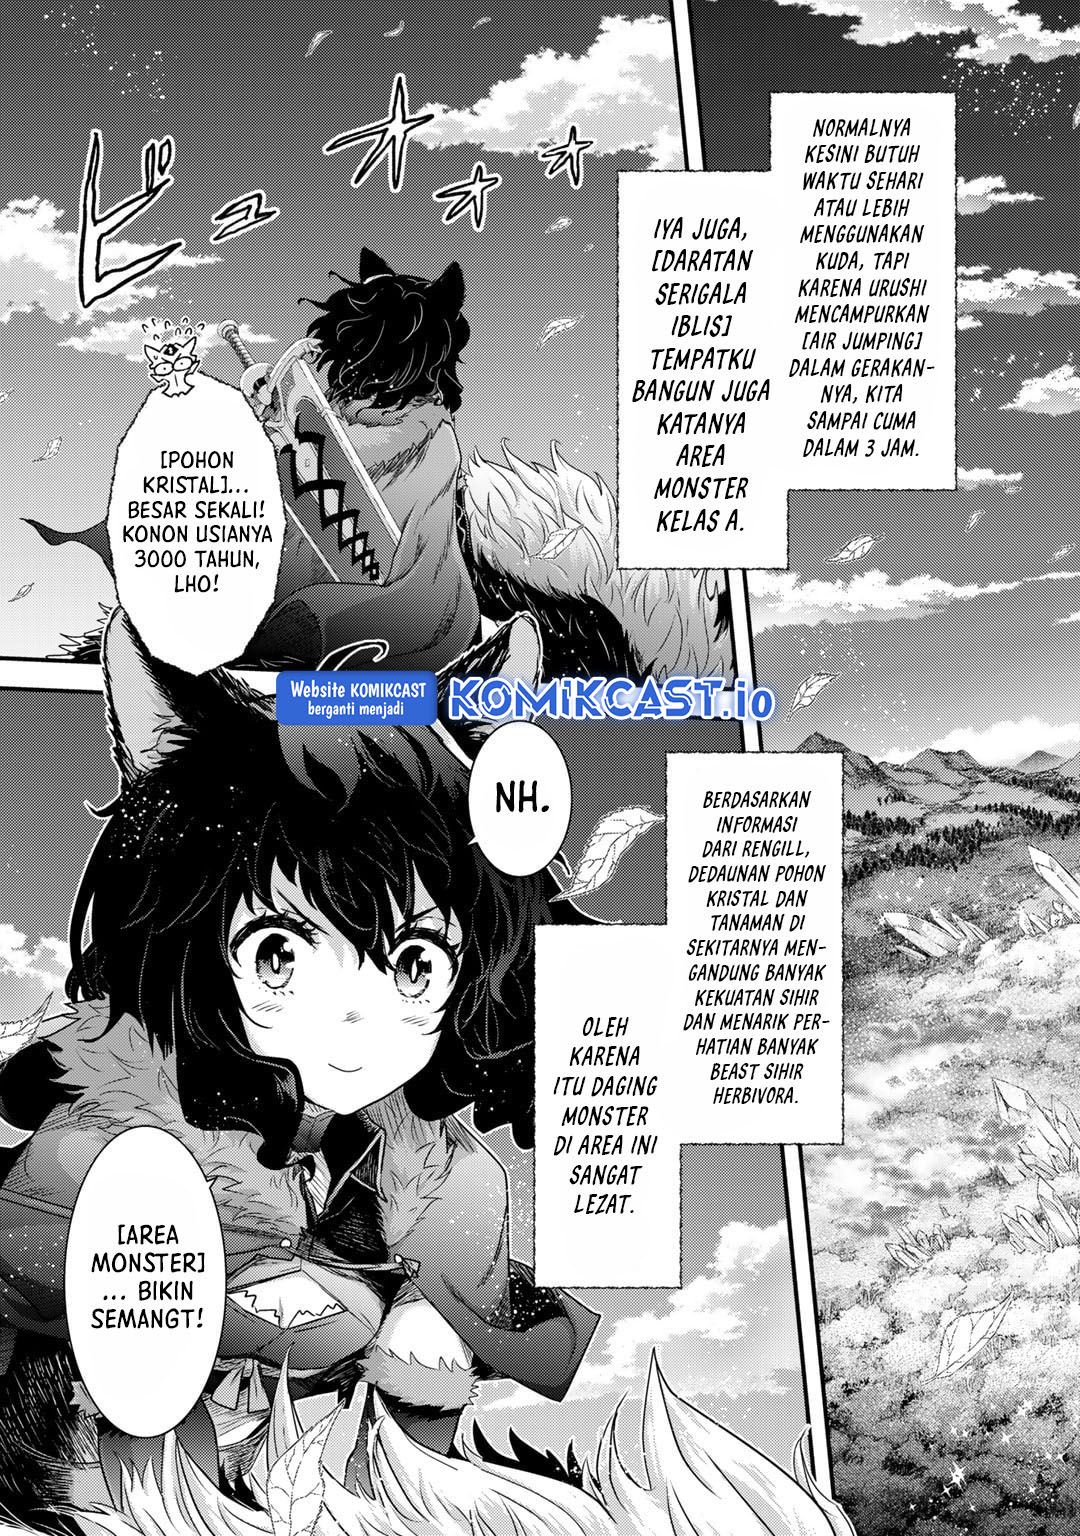 NORMALNYA
KESINI BUTUH
WAKTU SEHARI
ATAU LEBIH
MENGGUNAKAN
KUDA, TAPI
KARENA URUSHI
MENCAMPURKAN
[AIR JUMPING]
DALAM GERAKAN-
NYA, KITA
SAMPAI CUMA
DALAM 3 JAM.
IYA JUGA,
[DARATAN
SERIGALA
IBLIS]
TEMPATKU
BANGUN JUGA
KATANYA
AREA
MONSTER
KELAS A.
ビュオオオ
[POHON
KRISTAL]...
BESAR SEKALI!
KONON USIANYA
3000 TAHUN,
LHO!
Website KOMIKCAST
berganti menjadi
KOMIKCAST.io
NH.
BERDASARKAN
INFORMASI
DARI RENGILL,
DEDAUNAN POHON
KRISTAL DAN
TANAMAN DI
SEKITARNYA MEN-
GANDUNG BANYAK
KEKUATAN SIHIR
DAN MENARIK PER-
HATIAN BANYAK
BEAST SIHIR
HERBIVORA.
OLEH
KARENA
ITU DAGING
MONSTER
DI AREA INI
SANGAT
LEZAT.
[AREA
MONSTER]
... BIKIN
SEMANGT!